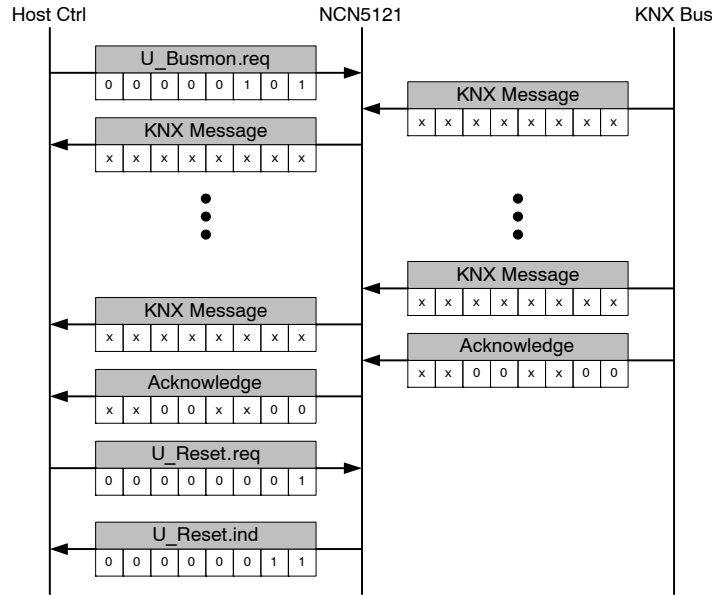 Host Ctrl NCN5121 KNX Bus
U_Busmon.req
0 0 0 0 0 1 0 1
KNX Message
x x x x x x x x
KNX Message
x x x x x x x x
KNX Message
x x x x x x x x
KNX Message
x x x x x x x x
Acknowledge
x x 0 0 x x 0 0
Acknowledge
x x 0 0 x x 0 0
U_Reset.req
0 0 0 0 0 0 0 1
U_Reset.ind
0 0 0 0 0 0 1 1